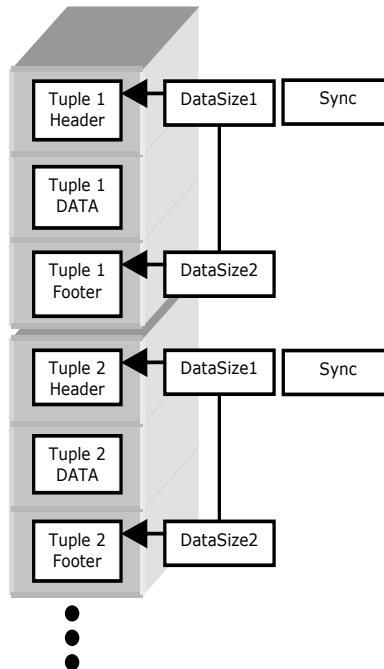 Tuple 1
Header
DataSize1
Sync
Tuple 1
DATA
Tuple 1
Footer
DataSize2
Tuple 2
Header
DataSize1
Sync
Tuple 2
DATA
Tuple 2
Footer
DataSize2